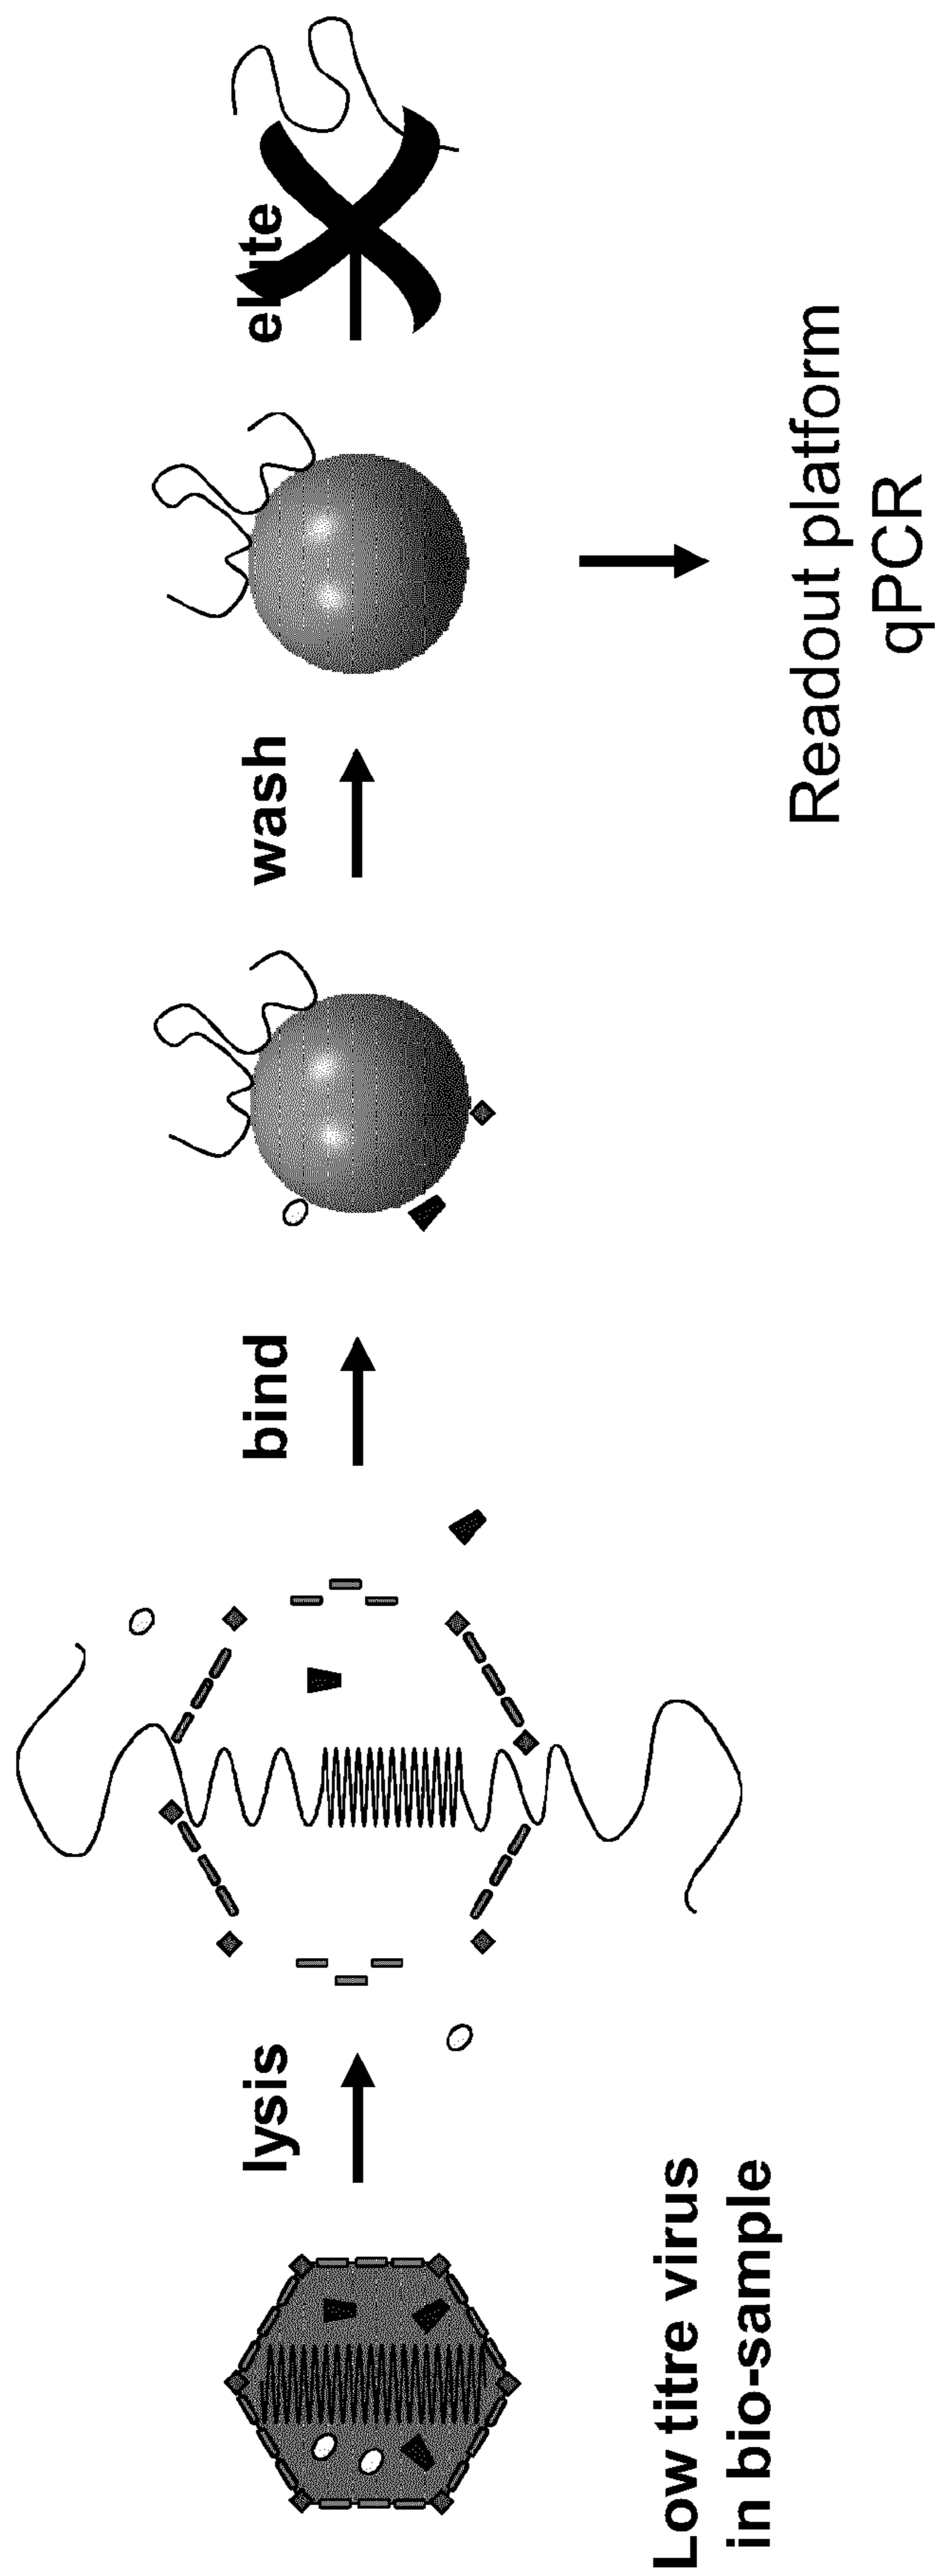 Low titre virus
in bio-sample
lysis
bind
wash
elute
Readout platform
qPCR